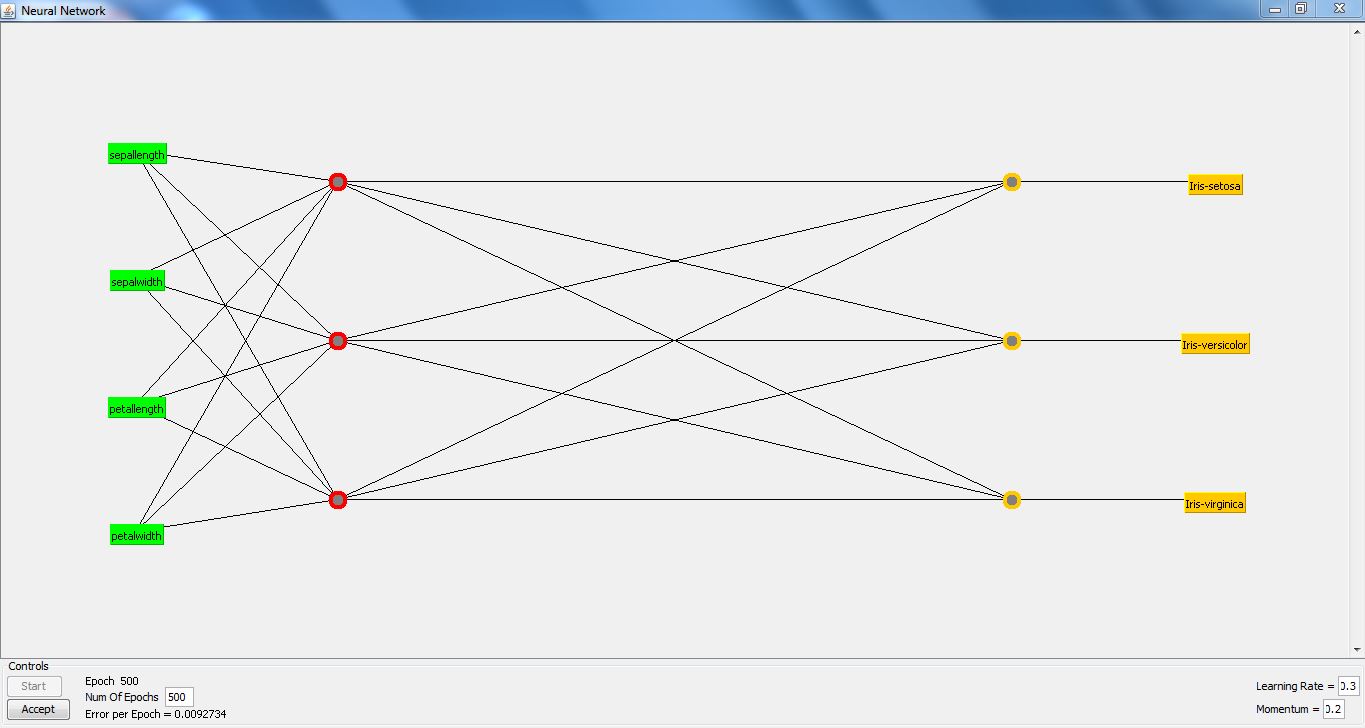 Neural Network
sepallength
Iris-setosa
sepalwidth
Iris-versicolor
petallength
Iris-virginica
petalwidth
Controls
Start
Accept
Epoch 500
Num Of Epochs 500
Error per Epoch = 0.0092734
Learning Rate = 0.3
Momentum = 0.2